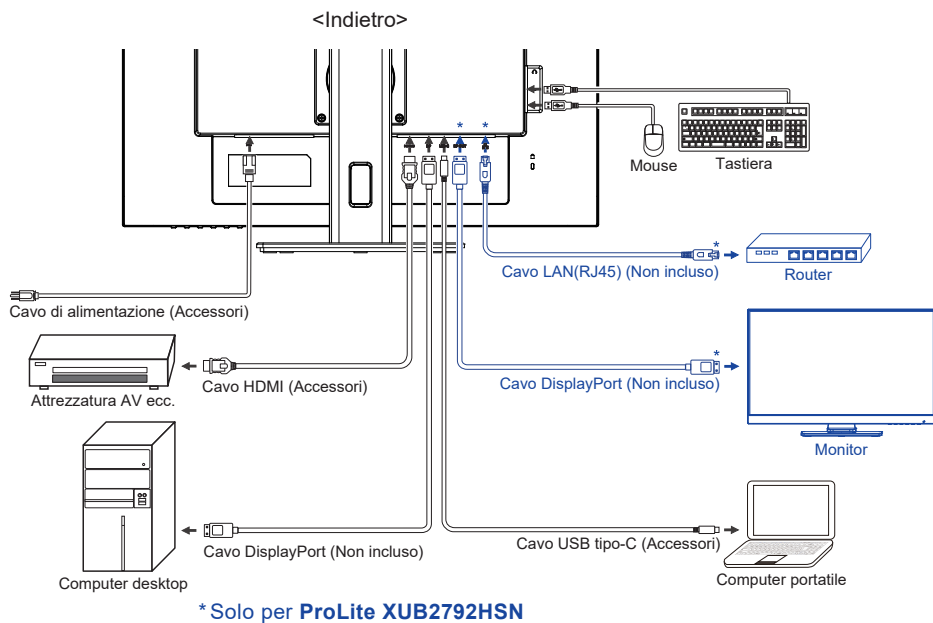 <Indietro>
*
*
Mouse
Tastiera
*
Cavo LAN(RJ45) (Non incluso)
Router
Cavo di alimentazione (Accessori)
*
Cavo HDMI (Accessori)
Cavo DisplayPort (Non incluso)
Attrezzatura AV ecc.
Monitor
Cavo DisplayPort (Non incluso)
Cavo USB tipo-C (Accessori)
Computer desktop
Computer portatile
* Solo per ProLite XUB2792HSN